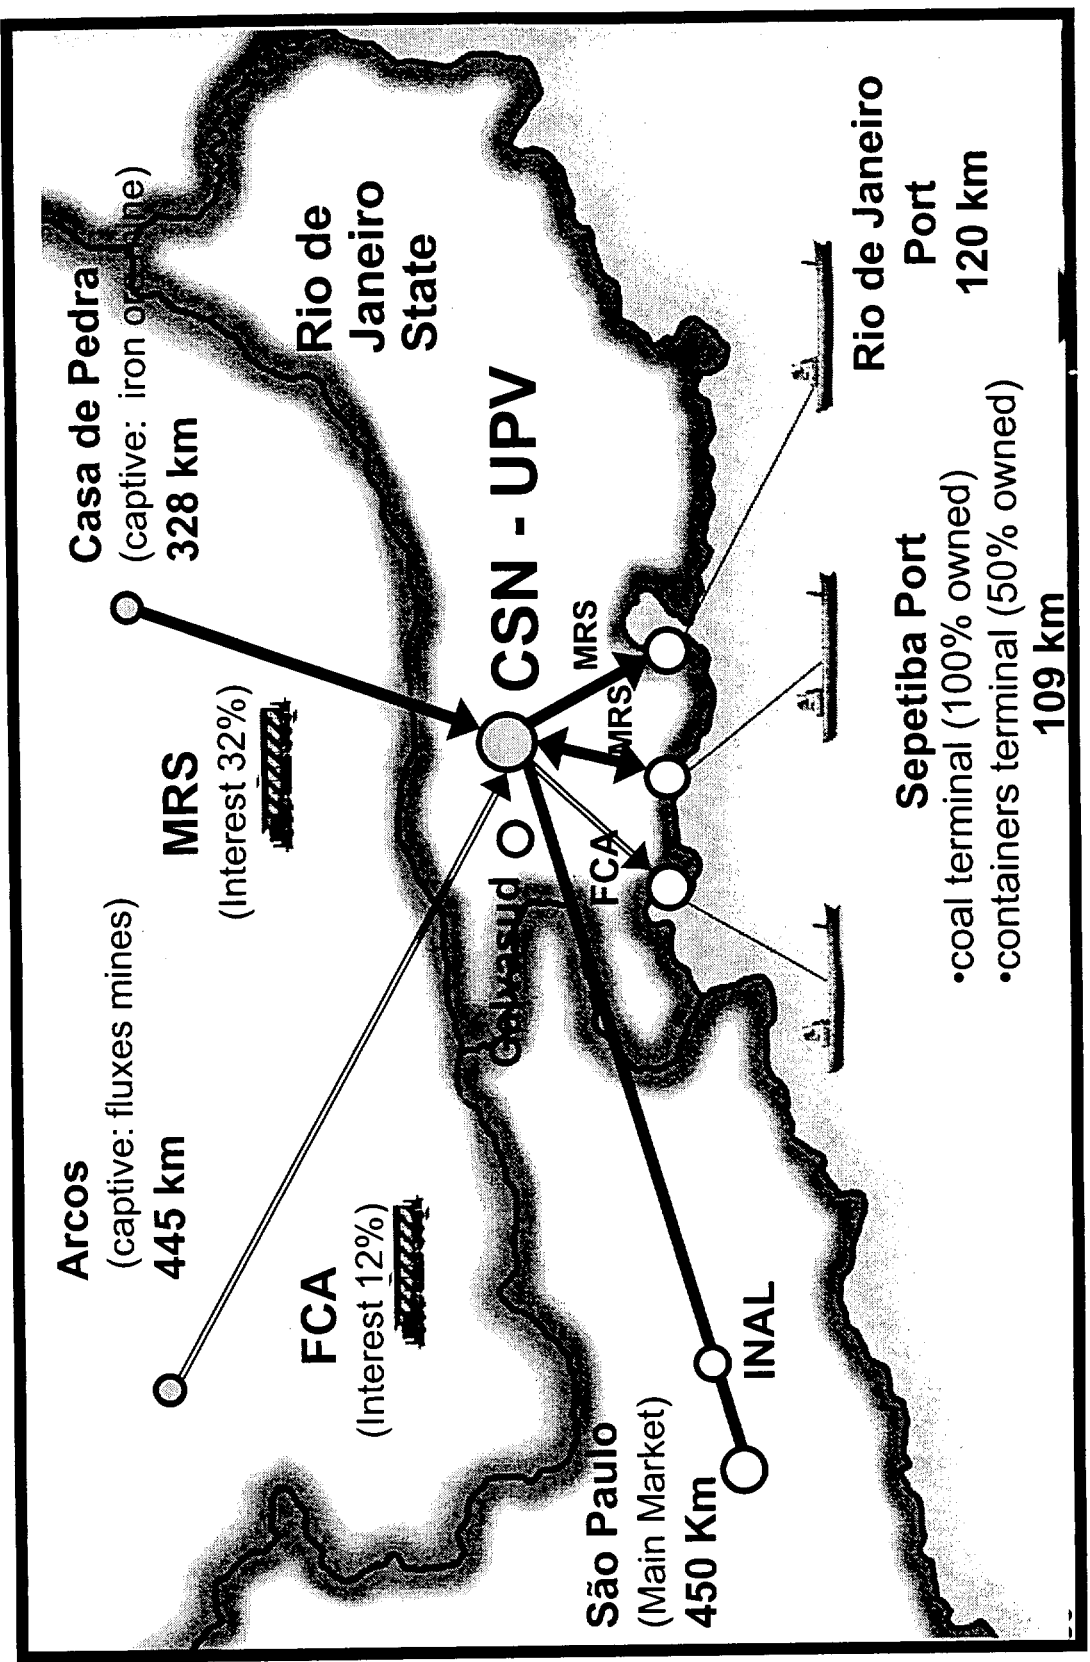 Arcos
(captive: fluxes mines)
445 km
Casa de Pedra
(captive: iron
328 km
MRS
(Interest 32%)
FCA
(Interest 12%)
Rio de
Janeiro
State
CSN - UPV
Galvasud
MRS
MRS
FCA
São Paulo
(Main Market)
450 Km
INAL
Rio de Janeiro
Port
120 km
Sepetiba Port
•coal terminal (100% owned)
•containers terminal (50% owned)
109 km